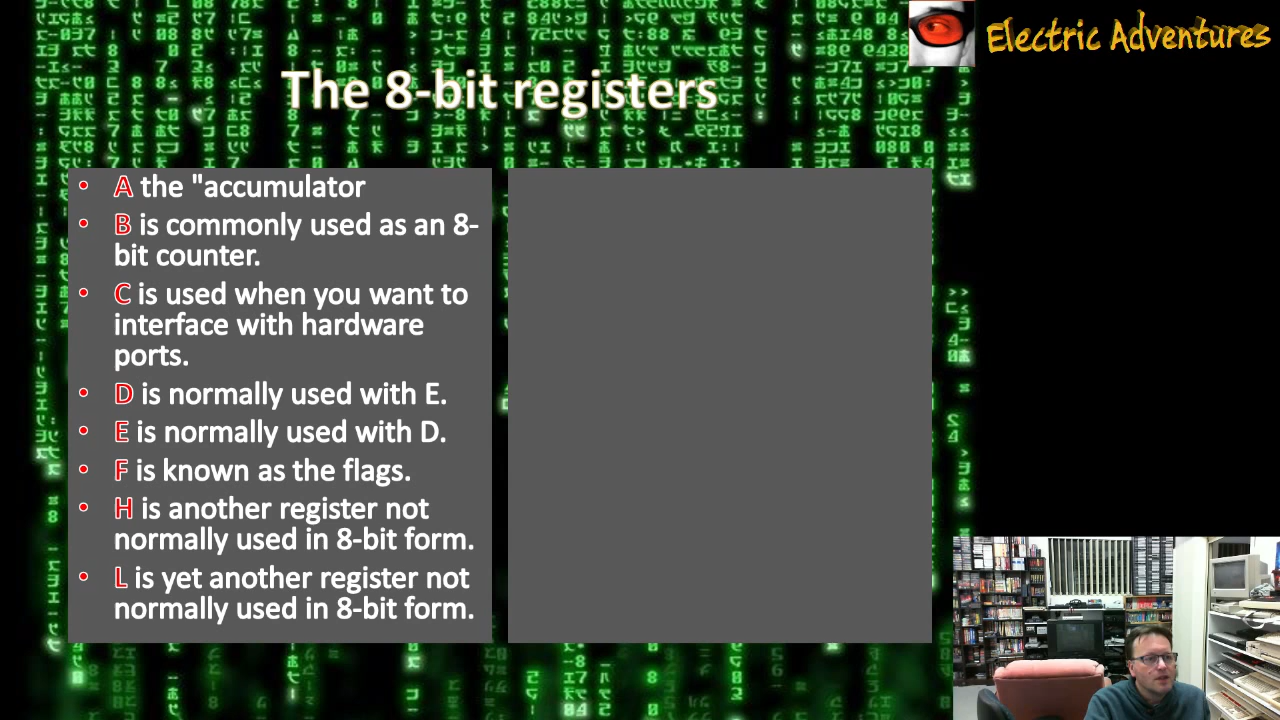 Electric Adventures
The 8-bit registers
• A the "accumulator
• B is commonly used as an 8-
bit counter.
• C is used when you want to
interface with hardware
ports.
• D is normally used with E.
• E is normally used with D.
• F is known as the flags.
• H is another register not
normally used in 8-bit form.
• L is yet another register not
normally used in 8-bit form.